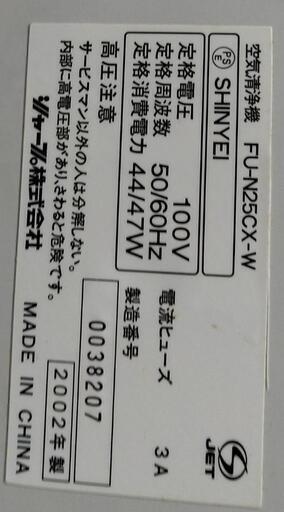 空気清浄機 FU-N25CX-W
PSE SHINYEI
JET
定格電圧 100V
定格周波数 50/60Hz
定格消費電力 44/47W
電流ヒューズ 3A
製造番号 0038207
高圧注意
サービスマン以外の人は分解しない。
内部に高電圧部があり、さわると危険です。
2002年製
シャープ株式会社 MADE IN CHINA